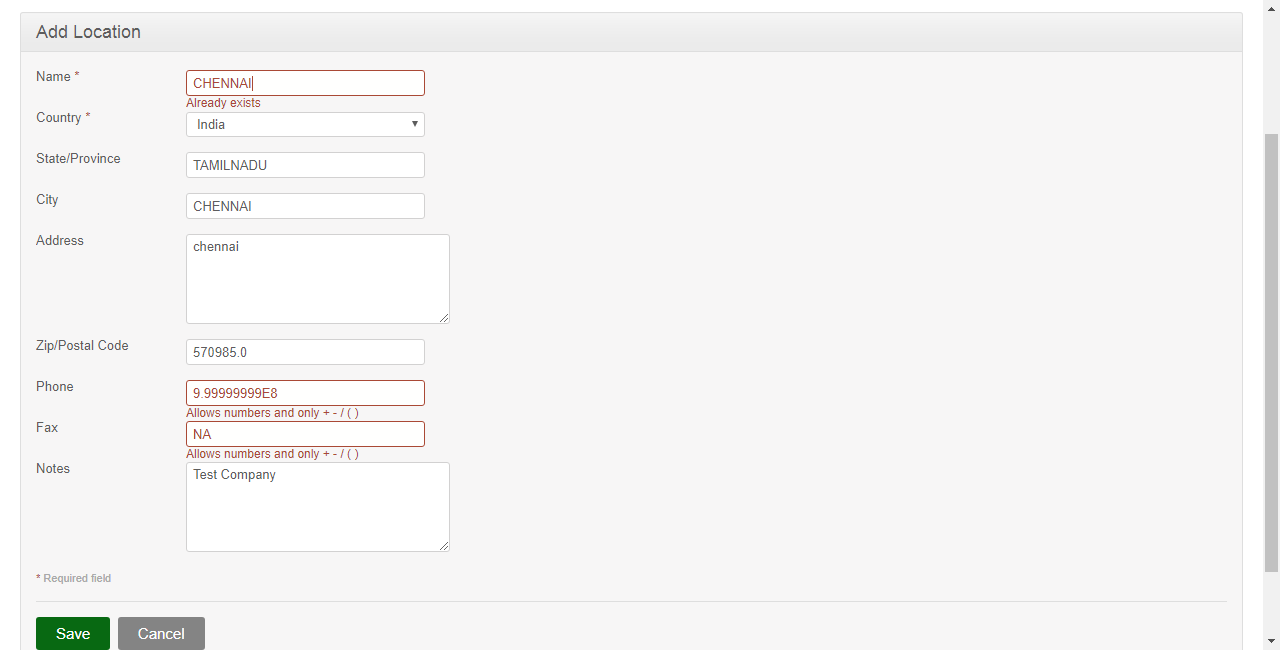 Add Location
Name *
CHENNAI
Already exists
Country *
India
State/Province
TAMILNADU
City
CHENNAI
Address
chennai
Zip/Postal Code
570985.0
Phone
9.99999999E8
Allows numbers and only + - / ( )
Fax
NA
Allows numbers and only + - / ( )
Notes
Test Company
* Required field
Save
Cancel